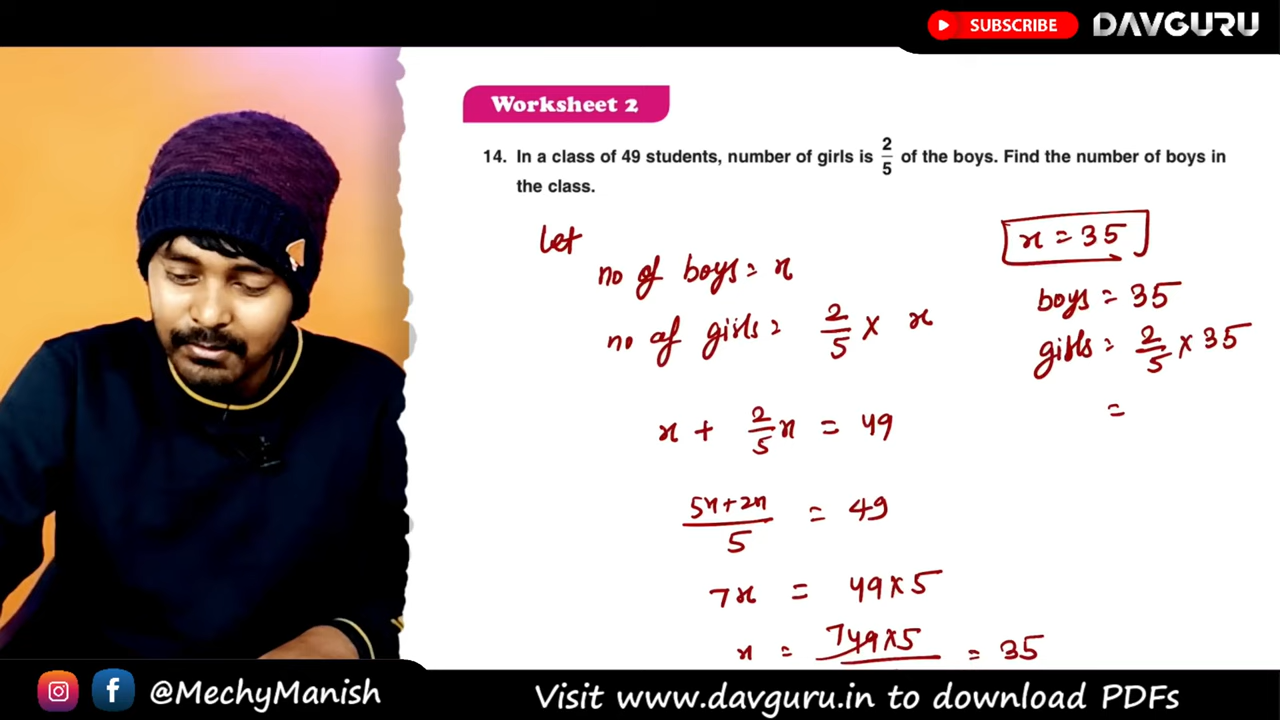 SUBSCRIBE DAVGURU
Worksheet 2
14. In a class of 49 students, number of girls is 2/5 of the boys. Find the number of boys in
the class.
Let
no of boys = x
no of girls = 2/5 × x
x + 2/5 x = 49
5x+2x/5 = 49
7x = 49×5
x = 7 49×5 = 35
x = 35
boys = 35
girls = 2/5 × 35
=
@MechyManish
Visit www.davguru.in to download PDFs